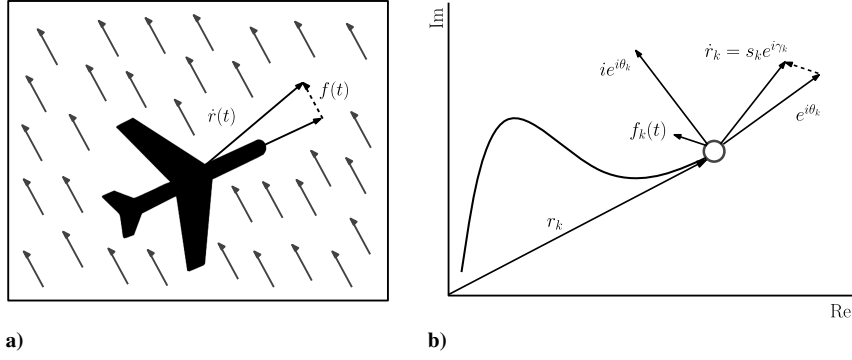 ṙ(t)
f(t)
a)
Im
ie^{iθ_k}
ṙ_k = s_k e^{iγ_k}
e^{iθ_k}
f_k(t)
r_k
Re
b)